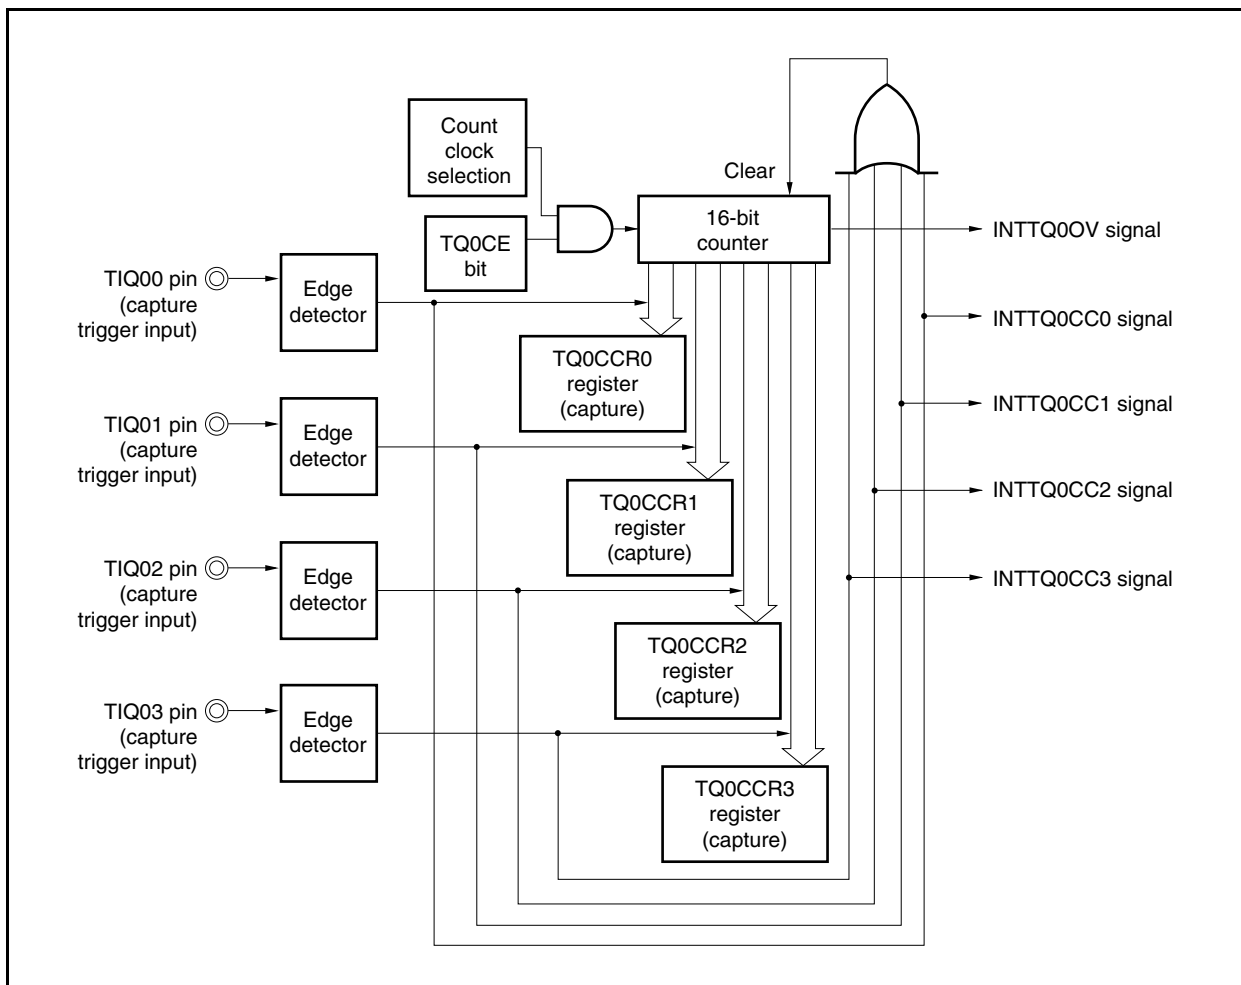 Count
clock
selection
TQ0CE
bit
Clear
16-bit
counter
INTTQ0OV signal
INTTQ0CC0 signal
INTTQ0CC1 signal
INTTQ0CC2 signal
INTTQ0CC3 signal
TIQ00 pin
(capture
trigger input)
Edge
detector
TQ0CCR0
register
(capture)
TIQ01 pin
(capture
trigger input)
Edge
detector
TQ0CCR1
register
(capture)
TIQ02 pin
(capture
trigger input)
Edge
detector
TQ0CCR2
register
(capture)
TIQ03 pin
(capture
trigger input)
Edge
detector
TQ0CCR3
register
(capture)